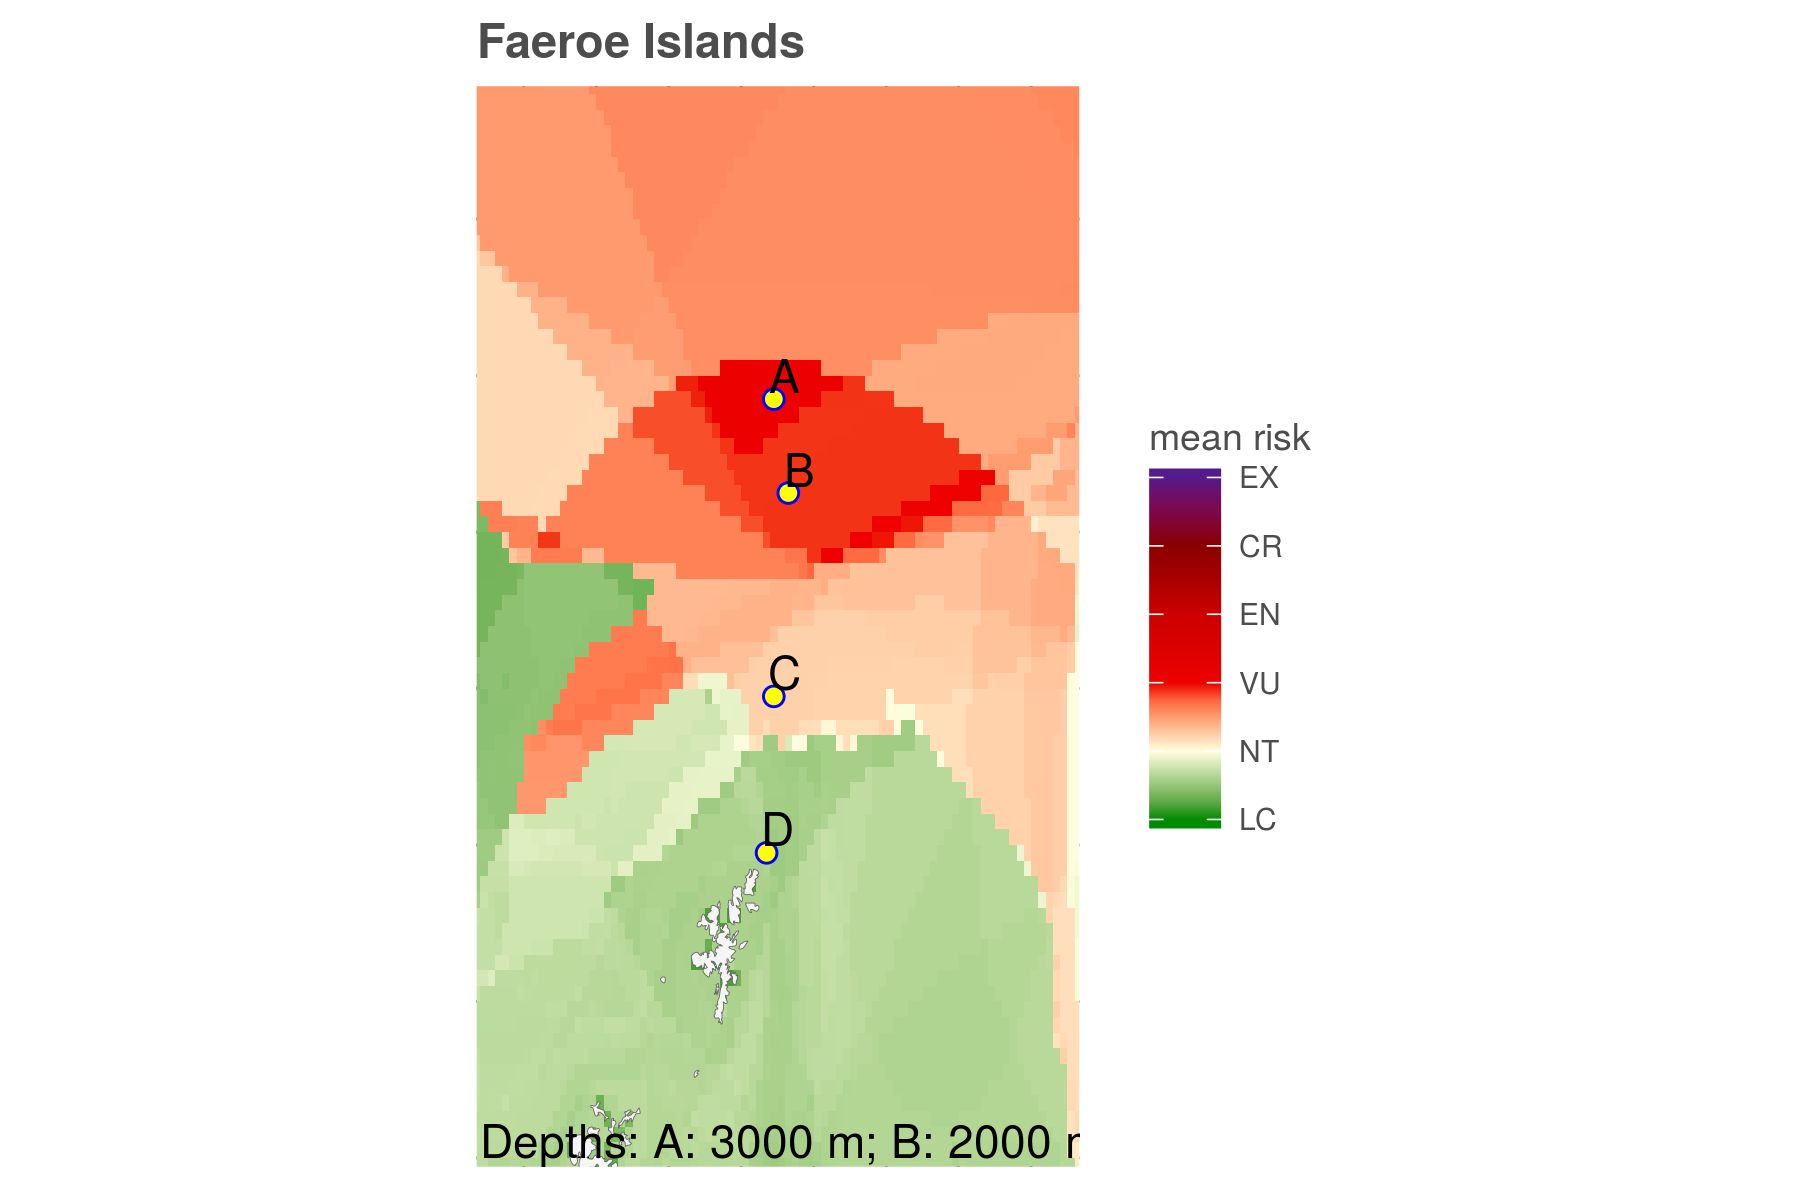 Faeroe Islands
A
B
C
D
mean risk
EX
CR
EN
VU
NT
LC
Depths: A: 3000 m; B: 2000